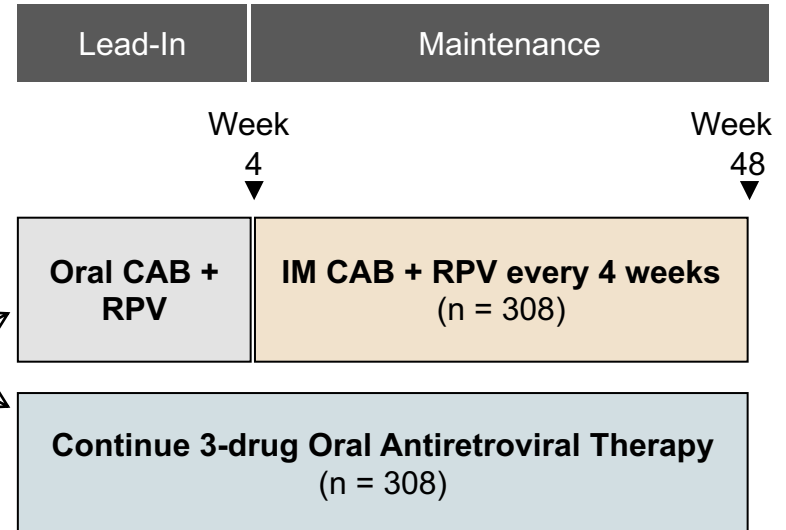 Lead-In
Maintenance
Week
4
Week
48
Oral CAB +
RPV
IM CAB + RPV every 4 weeks
(n = 308)
Continue 3-drug Oral Antiretroviral Therapy
(n = 308)